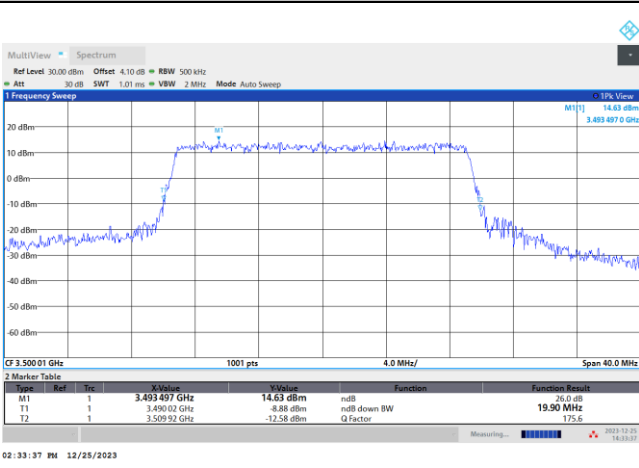 MultiView Spectrum
Ref Level 30.00 dBm Offset 4.10 dB RBW 500 kHz
Att 30 dB SWT 1.01 ms VBW 2 MHz Mode Auto Sweep
1 Frequency Sweep 1Pk View
M1[1] 14.63 dBm
3.493 497 0 GHz
20 dBm
M1
10 dBm
0 dBm
T1
-10 dBm
T2
-20 dBm
-30 dBm
-40 dBm
-50 dBm
-60 dBm
CF 3.500 01 GHz 1001 pts 4.0 MHz/ Span 40.0 MHz
2 Marker Table
Type Ref Trc X-Value Y-Value Function Function Result
M1 1 3.493 497 GHz 14.63 dBm ndB 26.0 dB
T1 1 3.490 02 GHz -8.88 dBm ndB down BW 19.90 MHz
T2 1 3.509 92 GHz -12.58 dBm Q Factor 175.6
Measuring... 2023-12-25
14:33:37
02:33:37 PM 12/25/2023